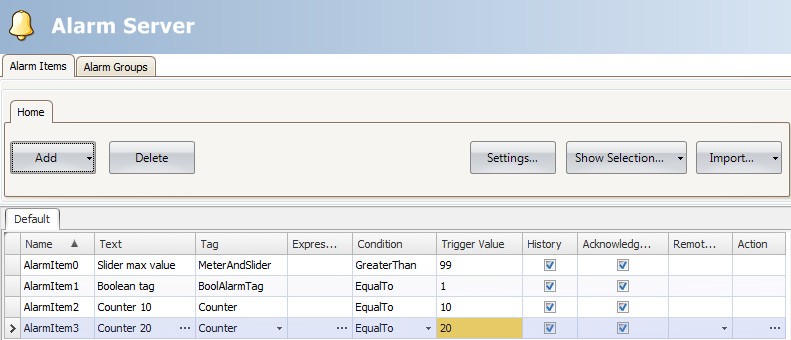 Alarm Server
Alarm Items Alarm Groups
Home
Add Delete Settings... Show Selection... Import...
Default
Name Text Tag Expres... Condition Trigger Value History Acknowledg... Remot... Action
AlarmItem0 Slider max value MeterAndSlider GreaterThan 99
AlarmItem1 Boolean tag BoolAlarmTag EqualTo 1
AlarmItem2 Counter 10 Counter EqualTo 10
AlarmItem3 Counter 20 ... Counter ... EqualTo 20 ...